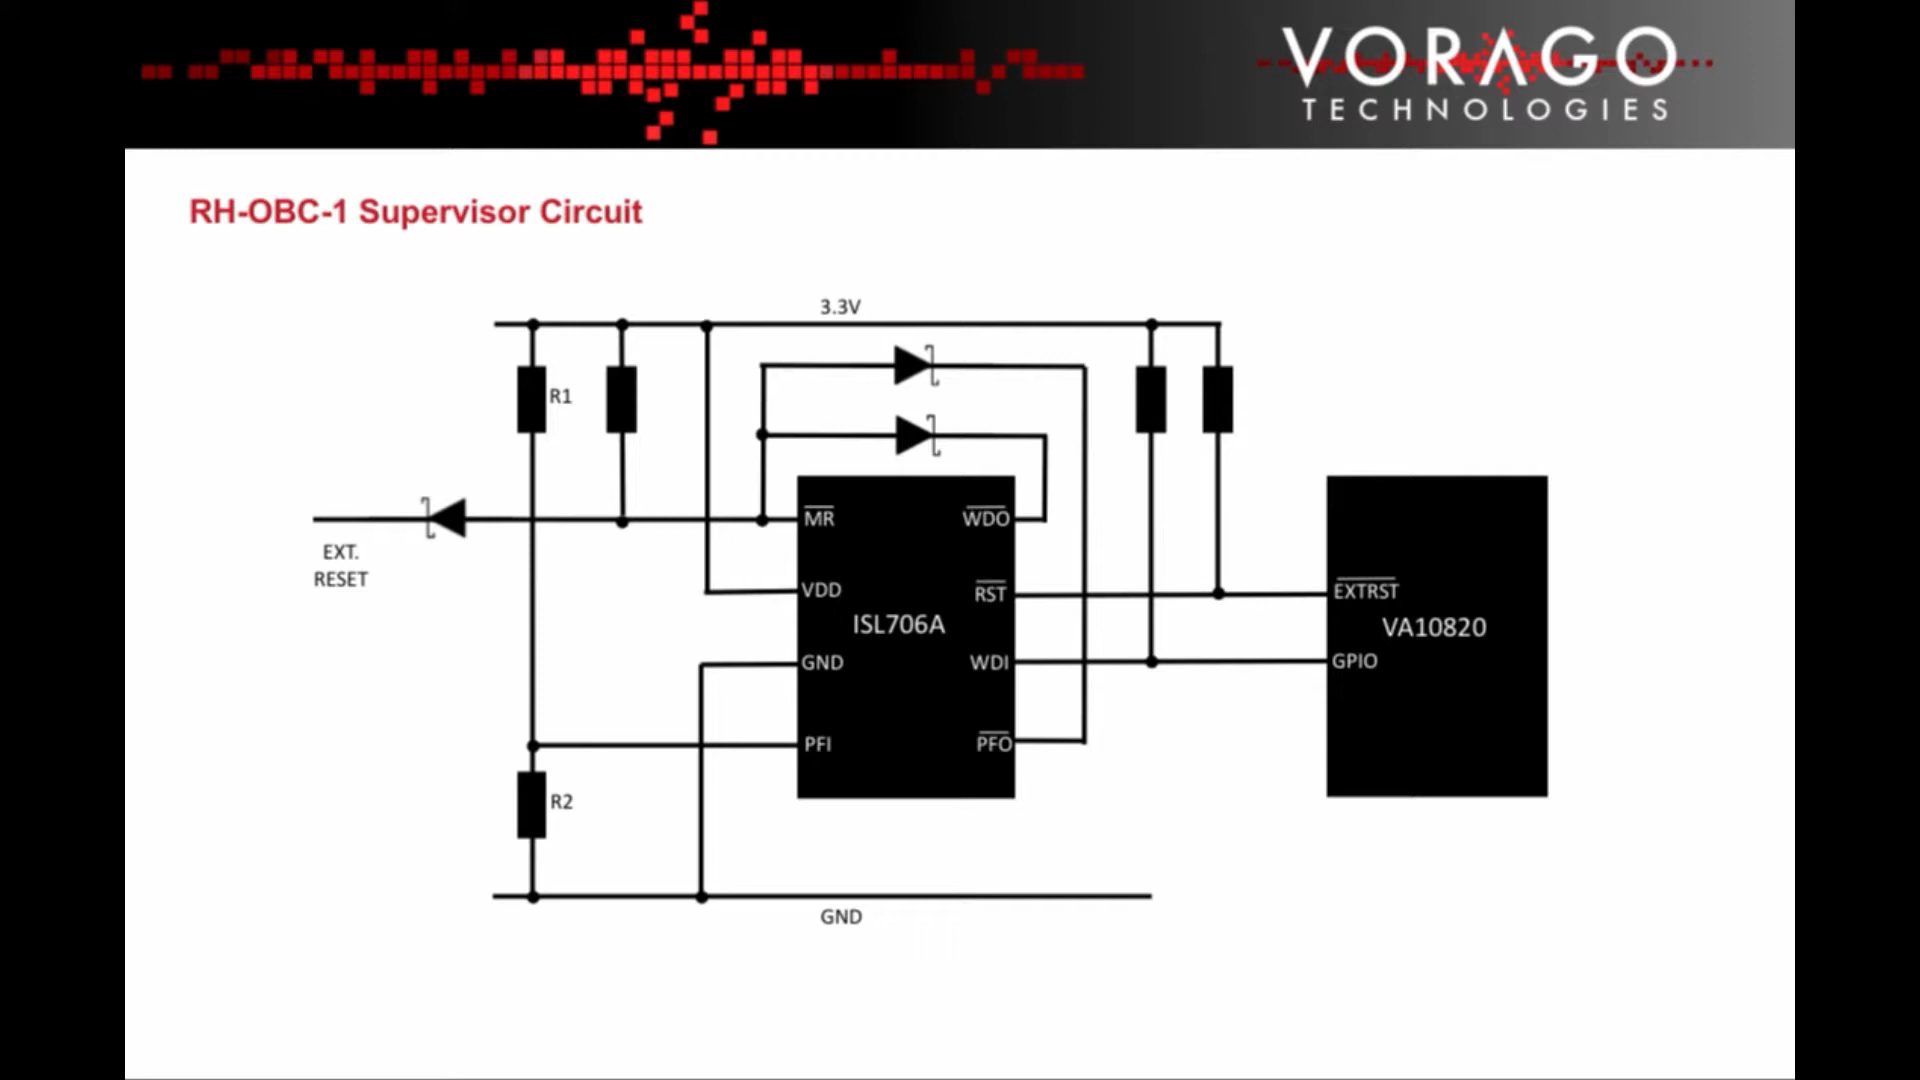 VORAGO
TECHNOLOGIES
RH-OBC-1 Supervisor Circuit
3.3V
R1
EXT.
RESET
MR
WDO
VDD
RST
EXTRST
ISL706A
VA10820
GND
WDI
GPIO
PFI
PFO
R2
GND